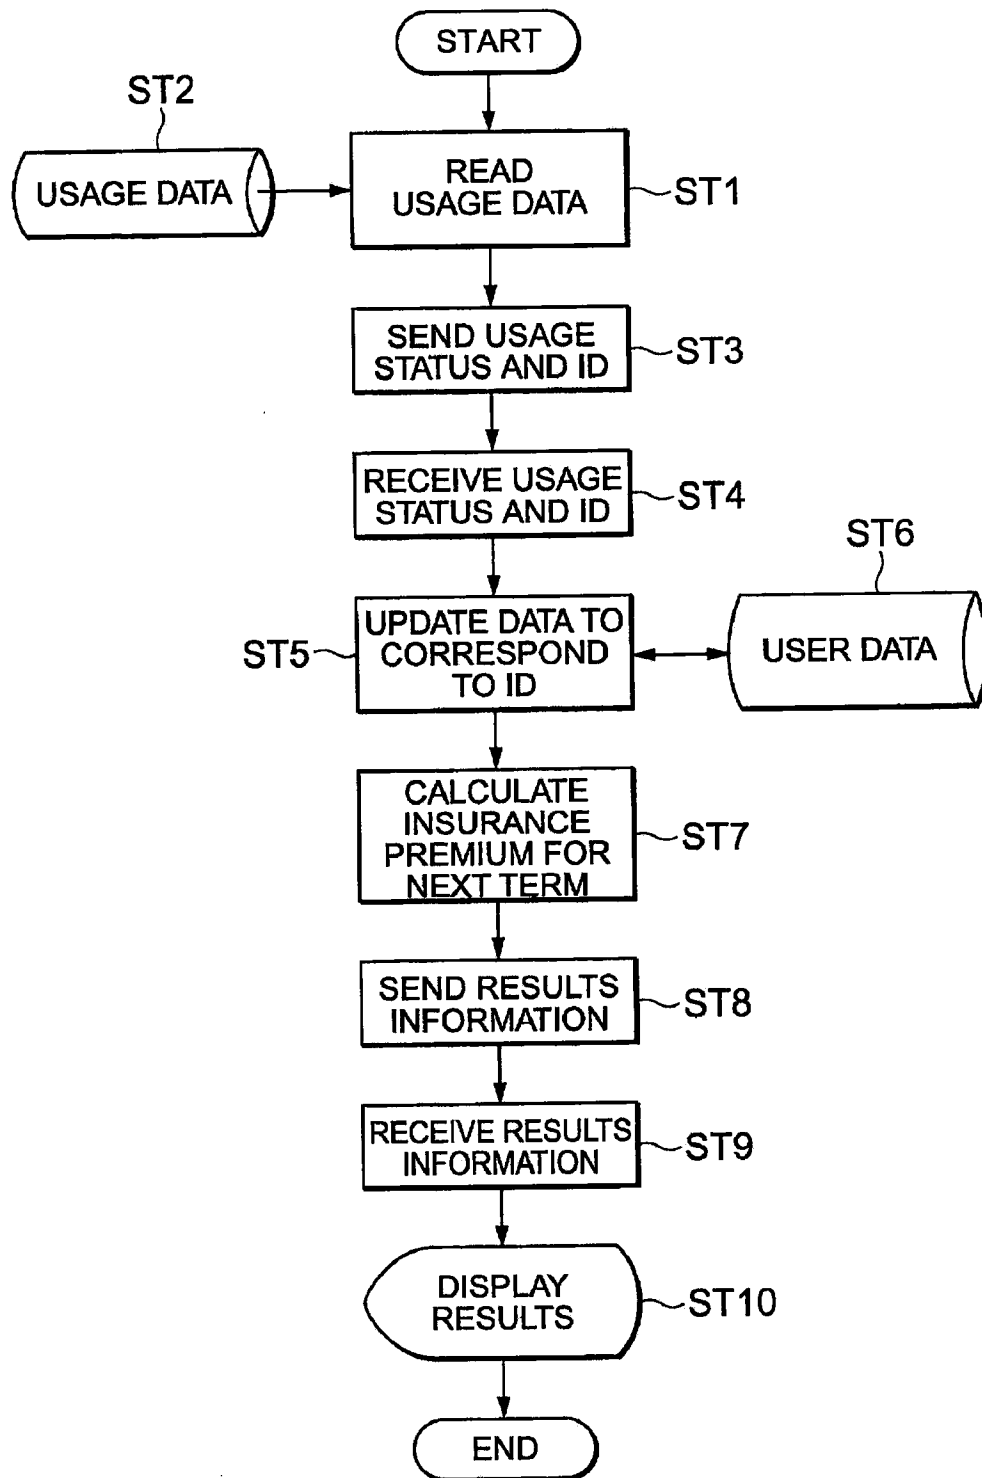 START
ST2
USAGE DATA
READ
USAGE DATA
ST1
SEND USAGE
STATUS AND ID
ST3
RECEIVE USAGE
STATUS AND ID
ST4
ST6
UPDATE DATA TO
CORRESPOND
TO ID
ST5
USER DATA
CALCULATE
INSURANCE
PREMIUM FOR
NEXT TERM
ST7
SEND RESULTS
INFORMATION
ST8
RECEIVE RESULTS
INFORMATION
ST9
DISPLAY
RESULTS
ST10
END